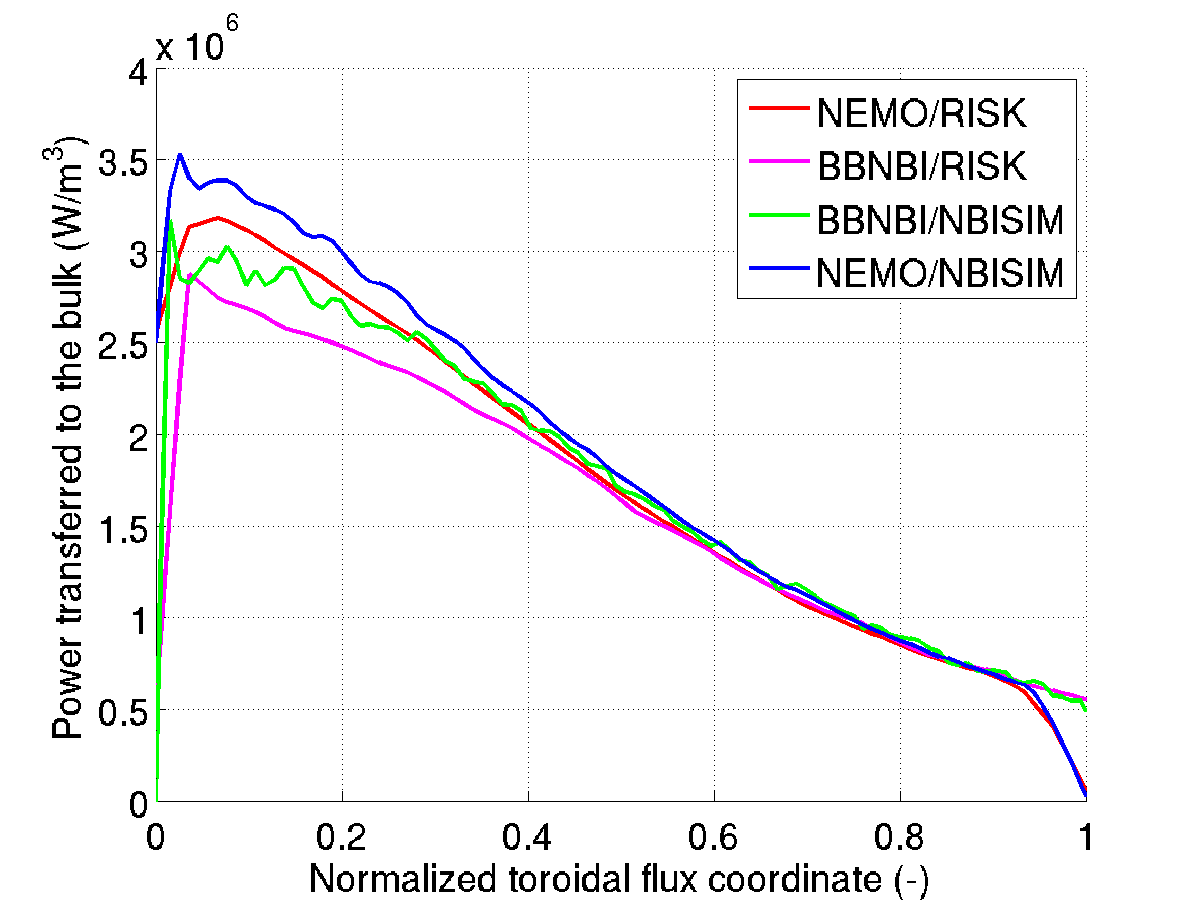 x 10^6
4
3.5
3
2.5
2
1.5
1
0.5
0
Power transferred to the bulk (W/m^3)
NEMO/RISK
BBNBI/RISK
BBNBI/NBISIM
NEMO/NBISIM
0 0.2 0.4 0.6 0.8 1
Normalized toroidal flux coordinate (-)